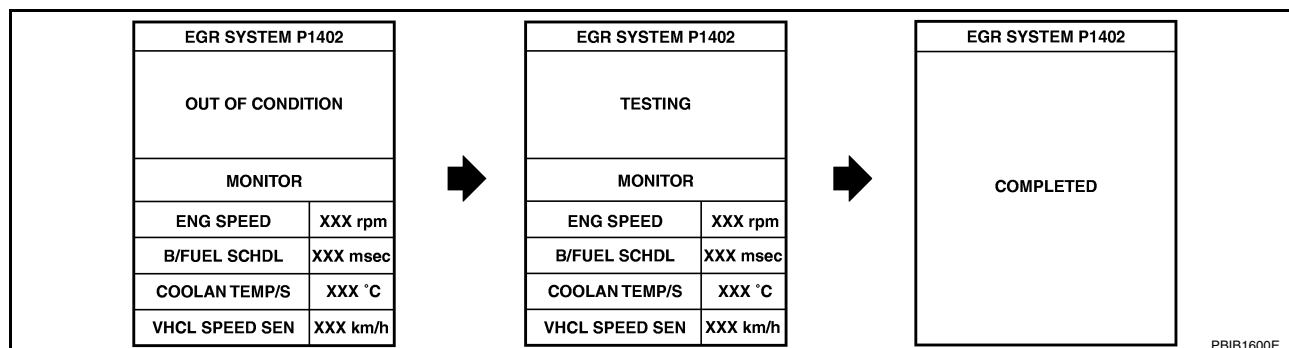 EGR SYSTEM P1402
OUT OF CONDITION
MONITOR
ENG SPEED XXX rpm
B/FUEL SCHDL XXX msec
COOLAN TEMP/S XXX °C
VHCL SPEED SEN XXX km/h
EGR SYSTEM P1402
TESTING
MONITOR
ENG SPEED XXX rpm
B/FUEL SCHDL XXX msec
COOLAN TEMP/S XXX °C
VHCL SPEED SEN XXX km/h
EGR SYSTEM P1402
COMPLETED
PBIB1600E